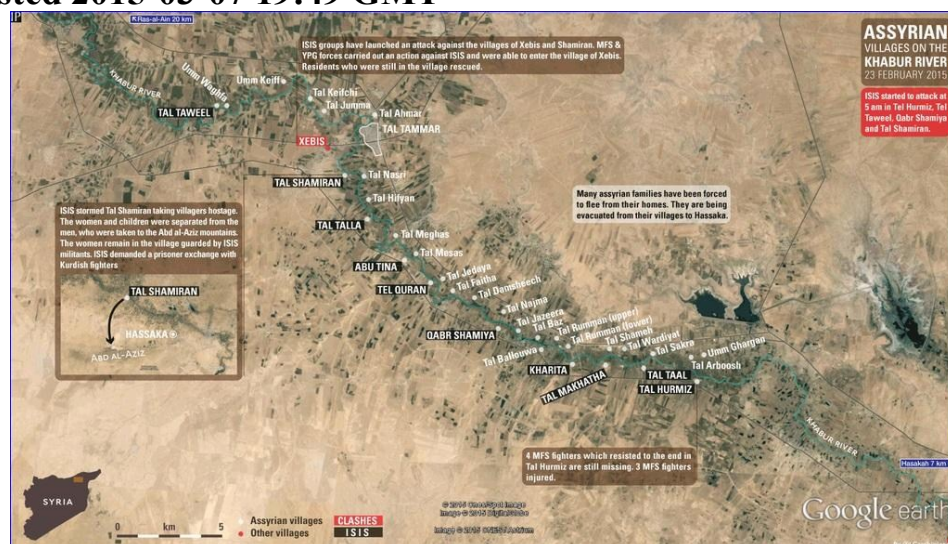 Ras-al-Ain 20 km
ASSYRIAN
VILLAGES ON THE
KHABUR RIVER
23 FEBRUARY 2015
ISIS started to attack at
5 am in Tel Hurmiz, Tel
Taweel, Qabr Shamiya
and Tal Shamiran.
ISIS groups have launched an attack against the villages of Xebis and Shamiran. MFS &
YPG forces carried out an action against ISIS and were able to enter the village of Xebis.
Residents who were still in the village rescued.
KHABUR RIVER
Umm Waghfa
Umm Keiff
TAL TAWEEL
Tal Keifchi
Tal Jumma
Tal Ahmar
TAL TAMMAR
XEBIS
TAL SHAMIRAN
Tal Nasri
Tal Hifyan
TAL TALLA
Tal Meghas
Tal Masas
ABU TINA
TEL QURAN
Tal Jedaya
Tal Faitha
Tal Damsheech
Tal Najma
Tal Jazeera
Tal Baz
QABR SHAMIYA
Tal Rumman (upper)
Tal Rumman (lower)
Tal Shameh
Tal Wardiyat
Tal Sakra
Umm Ghargan
Tal Arboosh
Tal Ballouwa
KHARITA
TAL MAKHATHA
TAL TAAL
TAL HURMIZ
Many assyrian families have been forced
to flee from their homes. They are being
evacuated from their villages to Hassaka.
ISIS stormed Tal Shamiran taking villagers hostage.
The women and children were separated from the
men, who were taken to the Abd al-Aziz mountains.
The women remain in the village guarded by ISIS
militants. ISIS demanded a prisoner exchange with
Kurdish fighters
TAL SHAMIRAN
HASSAKA
ABD AL-AZIZ
4 MFS fighters which resisted to the end in
Tal Hurmiz are still missing. 3 MFS fighters
injured.
KHABUR RIVER
Hasakah 7 km
SYRIA
0 km 5
Assyrian villages
Other villages
CLASHES
ISIS
Google earth